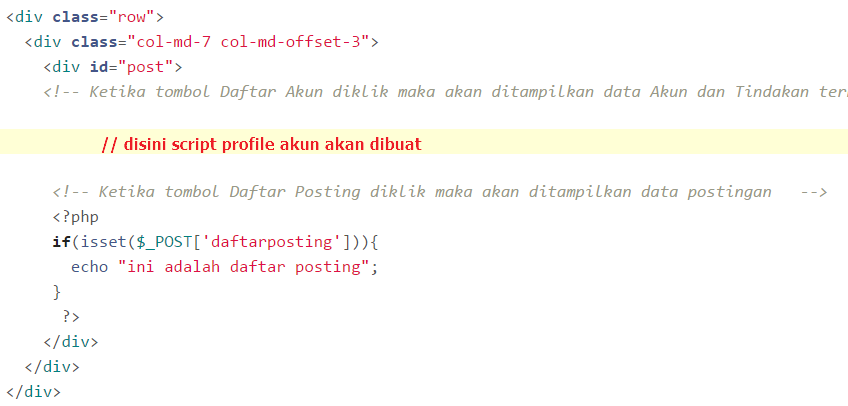 <div class="row">
<div class="col-md-7 col-md-offset-3">
<div id="post">
<!-- Ketika tombol Daftar Akun diklik maka akan ditampilkan data Akun dan Tindakan
// disini script profile akun akan dibuat
<!-- Ketika tombol Daftar Posting diklik maka akan ditampilkan data postingan -->
<?php
if(isset($_POST['daftarposting'])){
echo "ini adalah daftar posting";
}
?>
</div>
</div>
</div>